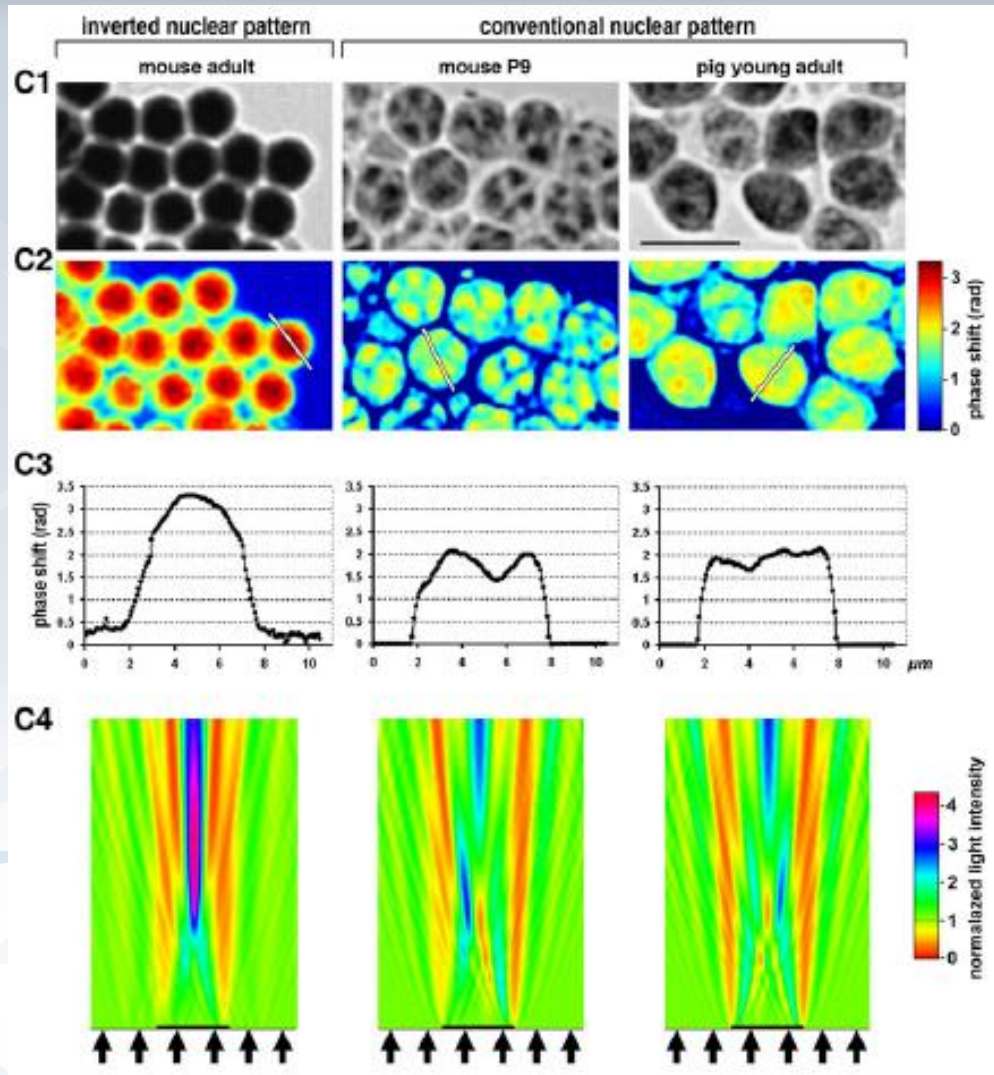 inverted nuclear pattern
conventional nuclear pattern
mouse adult
mouse P9
pig young adult
C1
C2
3
2
1
0
phase shift (rad)
C3
phase shift (rad)
3.5
3
2.5
2
1.5
1
0.5
0
0 2 4 6 8 10
3.5
3
2.5
2
1.5
1
0.5
0
0 2 4 6 8 10
3.5
3
2.5
2
1.5
1
0.5
0
0 2 4 6 8 10
µm
C4
4
3
2
1
0
normalazed light intensity